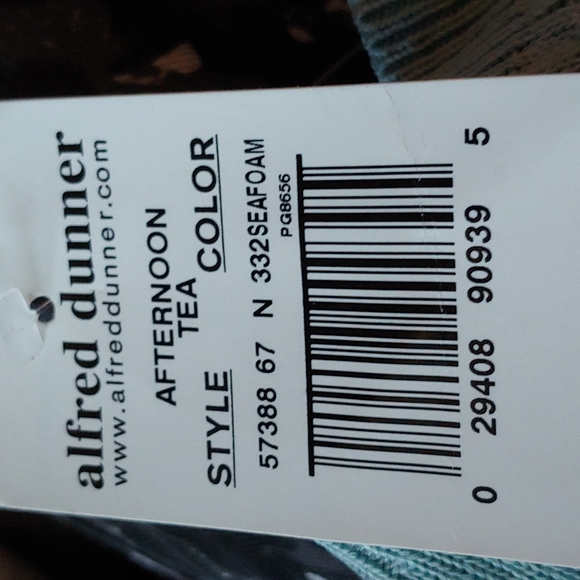 alfred dunner
www.alfreddunner.com
AFTERNOON
TEA
STYLE COLOR
57388 67 N 332SEAFOAM
PG8656
0 29408 90939 5